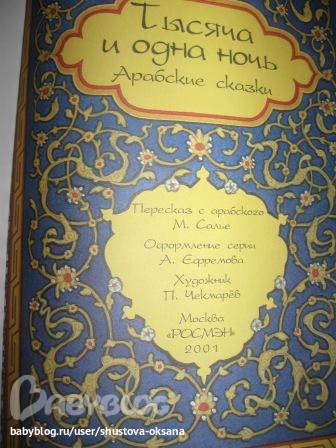 Тысяча
и одна ночь
Арабские сказки
Пересказ с арабского
М. Салье
Оформление серии
А. Ефремова
Художник
П. Чекмарёв
Москва
«РОСМЭН»
2001
BABYBLOG
babyblog.ru/user/shustova-oksana